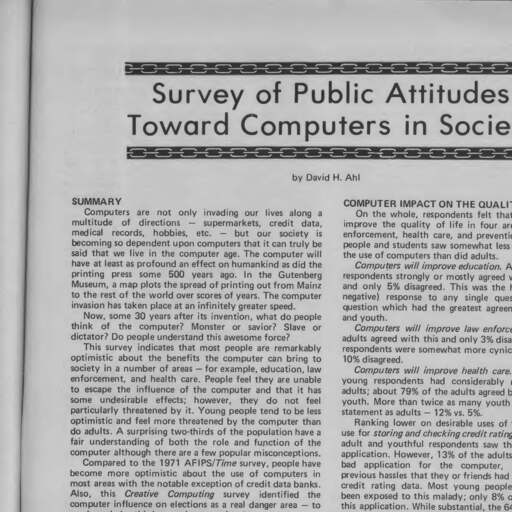 Survey of Public Attitudes
Toward Computers in Socie
by David H. Ahl
SUMMARY
Computers are not only invading our lives along a
multitude of directions — supermarkets, credit data,
medical records, hobbies, etc. — but our society is
becoming so dependent upon computers that it can truly be
said that we live in the computer age. The computer will
have at least as profound an effect on humankind as did the
printing press some 500 years ago. In the Gutenberg
Museum, a map plots the spread of printing out from Mainz
to the rest of the world over scores of years. The computer
invasion has taken place at an infinitely greater speed.
Now, some 30 years after its invention, what do people
think of the computer? Monster or savior? Slave or
dictator? Do people understand this awesome force?
This survey indicates that most people are remarkably
optimistic about the benefits the computer can bring to
society in a number of areas — for example, education, law
enforcement, and health care. People feel they are unable
to escape the influence of the computer and that it has
some undesirable effects; however, they do not feel
particularly threatened by it. Young people tend to be less
optimistic and feel more threatened by the computer than
do adults. A surprising two-thirds of the population have a
fair understanding of both the role and function of the
computer although there are a few popular misconceptions.
Compared to the 1971 AFIPS/Time survey, people have
become more optimistic about the use of computers in
most areas with the notable exception of credit data banks.
Also, this Creative Computing survey identified the
computer influence on elections as a real danger area — to
COMPUTER IMPACT ON THE QUALI
On the whole, respondents felt that
improve the quality of life in four are
enforcement, health care, and preventi
people and students saw somewhat less
the use of computers than did adults.
Computers will improve education. A
respondents strongly or mostly agreed w
and only 5% disagreed. This was the h
negative) response to any single ques
question which had the greatest agreem
and youth.
Computers will improve law enforce
adults agreed with this and only 3% disa
respondents were somewhat more cynic
10% disagreed.
Computers will improve health care.
young respondents had considerably
adults; about 79% of the adults agreed b
youth. More than twice as many youth
statement as adults — 12% vs. 5%.
Ranking lower on desirable uses of
use for storing and checking credit rating
adult and youthful respondents saw th
application. However, 13% of the adults
bad application for the computer,
previous hassles that they or friends had
credit rating data. Most young people
been exposed to this malady; only 8% o
this application. While substantial, the 64